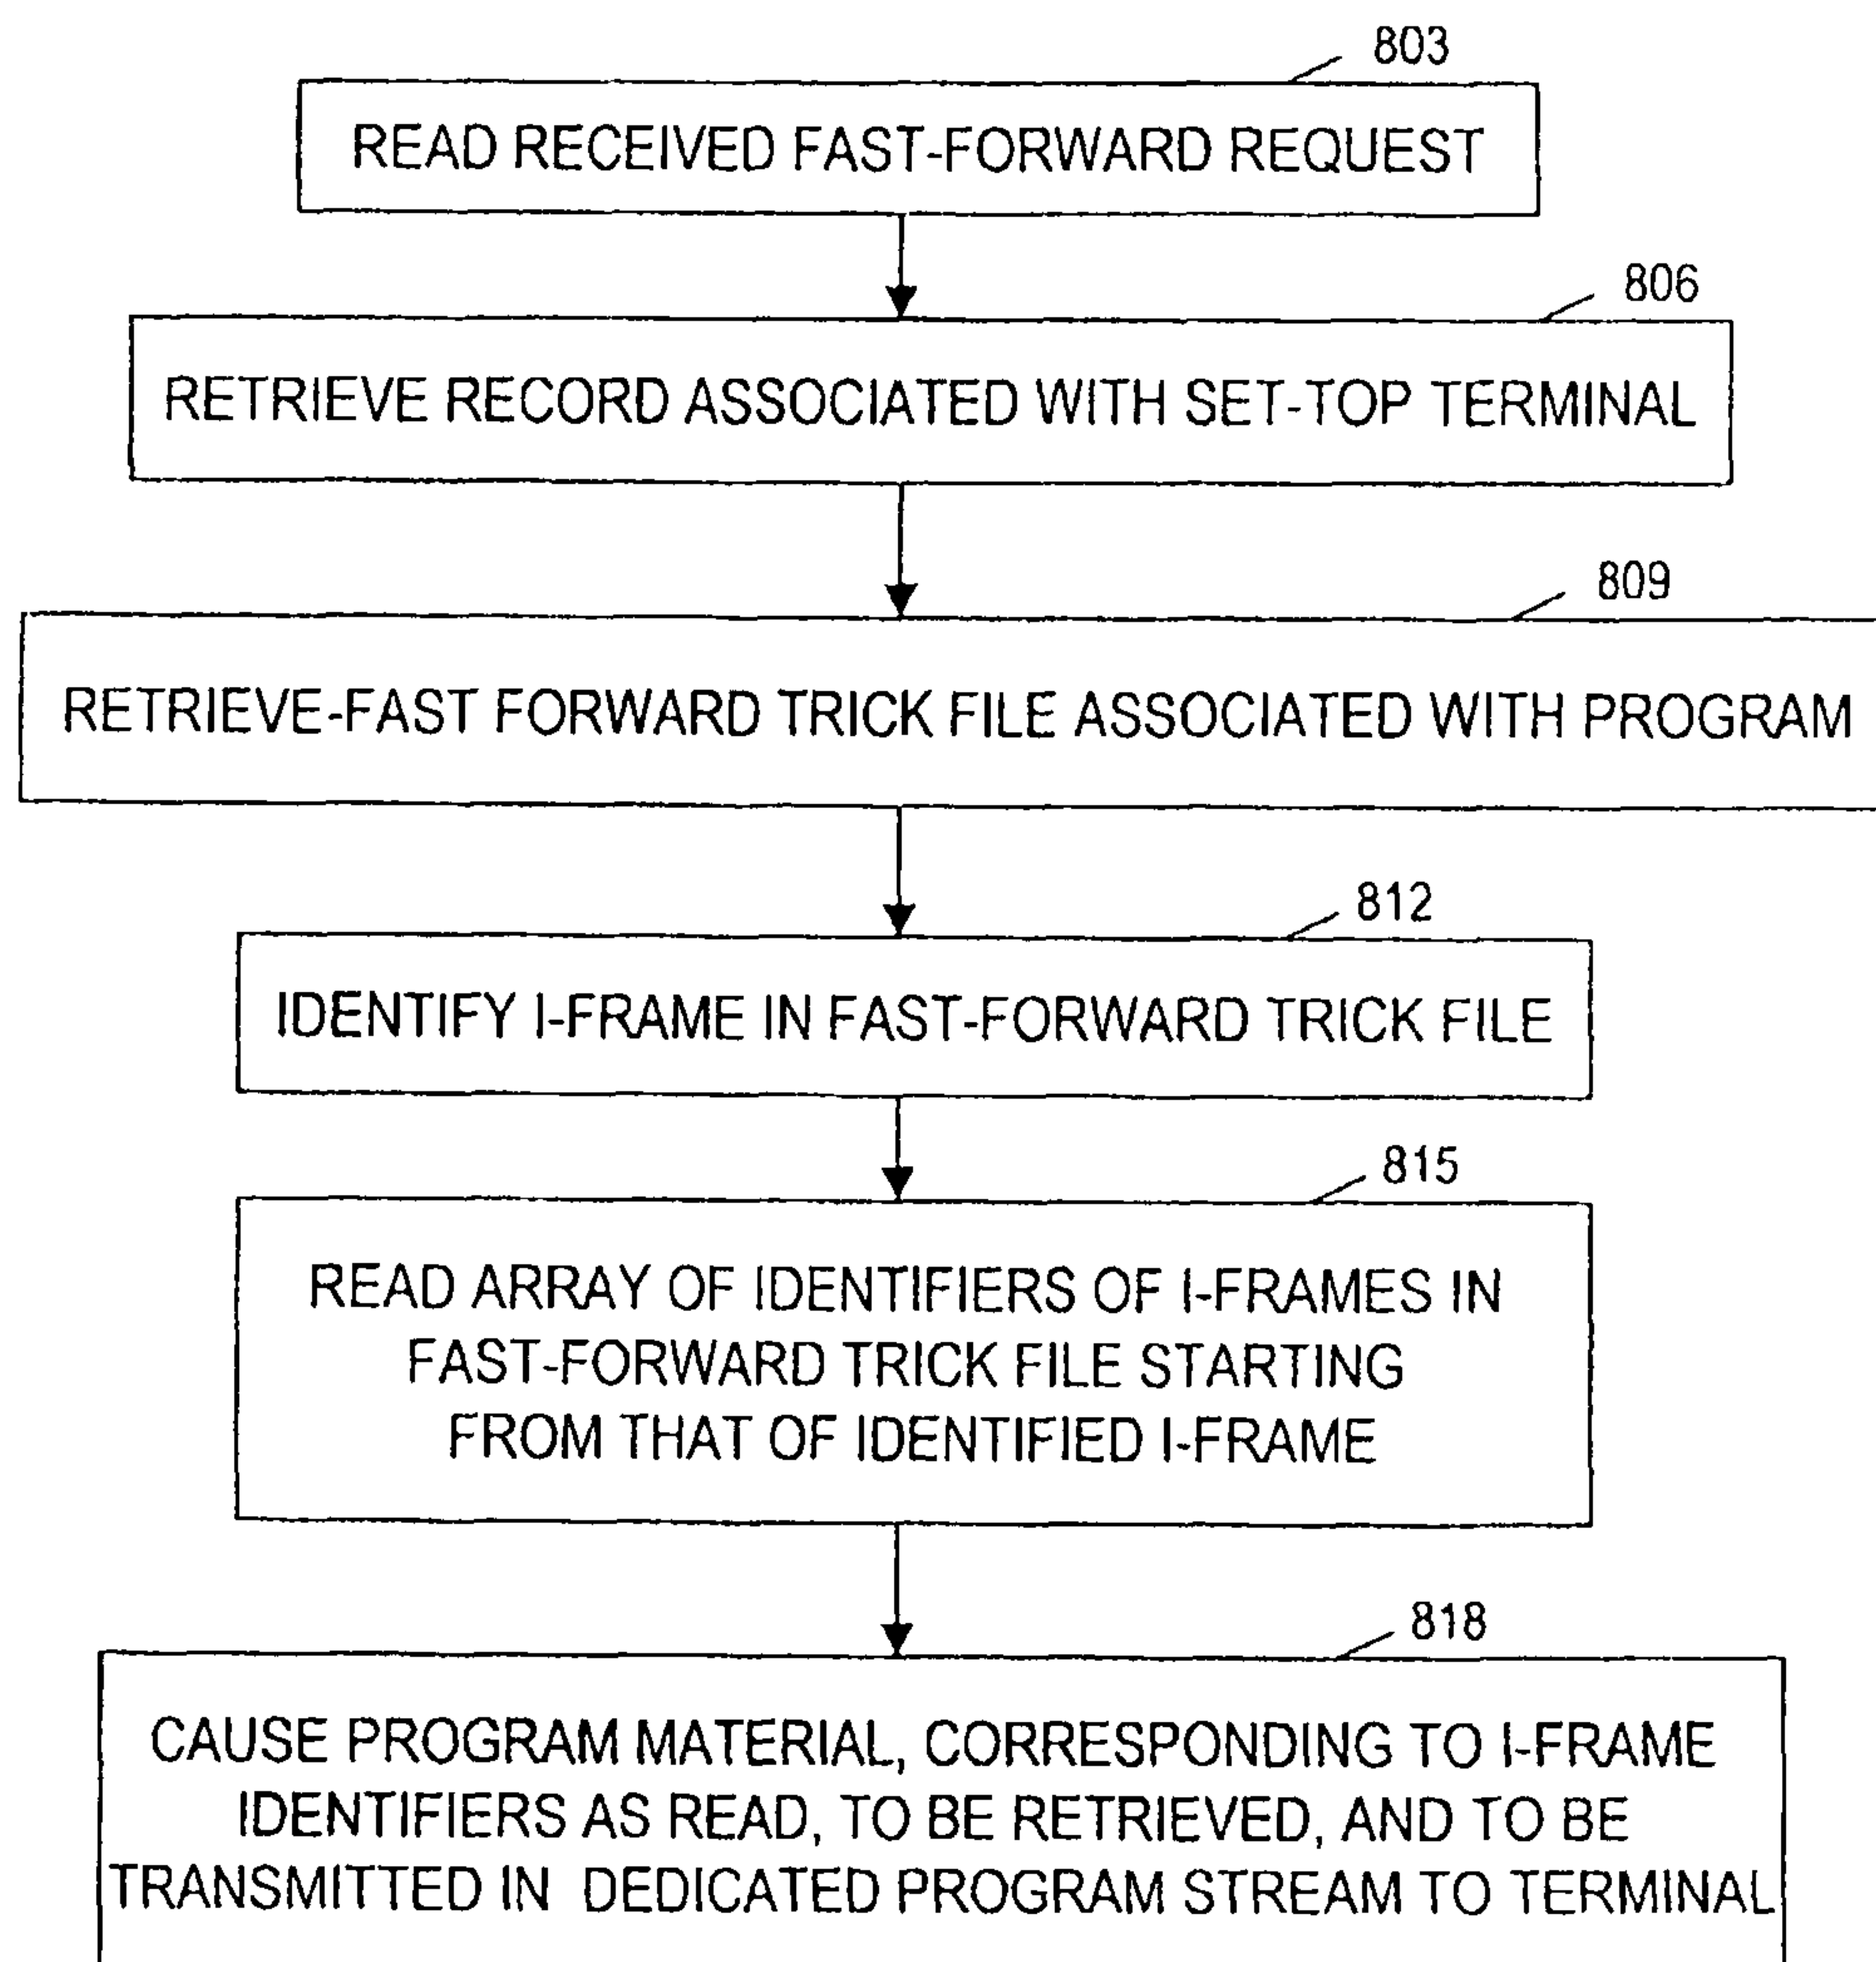 803
READ RECEIVED FAST-FORWARD REQUEST
806
RETRIEVE RECORD ASSOCIATED WITH SET-TOP TERMINAL
809
RETRIEVE-FAST FORWARD TRICK FILE ASSOCIATED WITH PROGRAM
812
IDENTIFY I-FRAME IN FAST-FORWARD TRICK FILE
815
READ ARRAY OF IDENTIFIERS OF I-FRAMES IN
FAST-FORWARD TRICK FILE STARTING
FROM THAT OF IDENTIFIED I-FRAME
818
CAUSE PROGRAM MATERIAL, CORRESPONDING TO I-FRAME
IDENTIFIERS AS READ, TO BE RETRIEVED, AND TO BE
TRANSMITTED IN DEDICATED PROGRAM STREAM TO TERMINAL